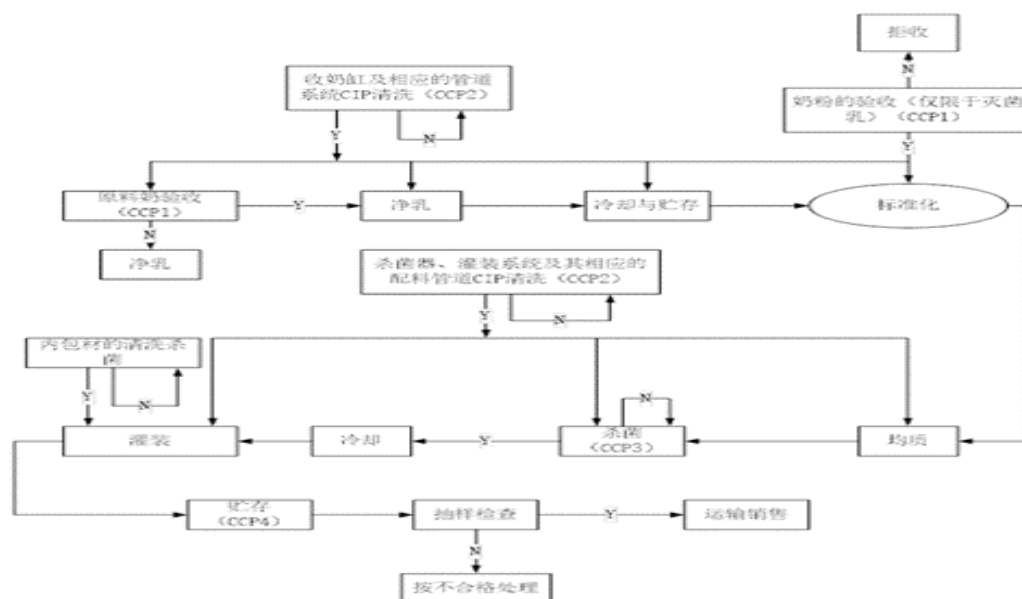 拒收
N
收奶缸及相应的管道
系统CIP清洗（CCP2）
奶粉的验收（仅限于灭菌
乳）（CCP1）
Y
N
Y
原料奶验收
（CCP1）
Y
净乳
冷却与贮存
标准化
N
净乳
杀菌器、灌装系统及其相应的
配料管道CIP清洗（CCP2）
Y
N
内包材的清洗杀
菌
Y
N
N
灌装
冷却
Y
杀菌
（CCP3）
均质
贮存
（CCP4）
抽样检查
Y
运输销售
N
按不合格处理